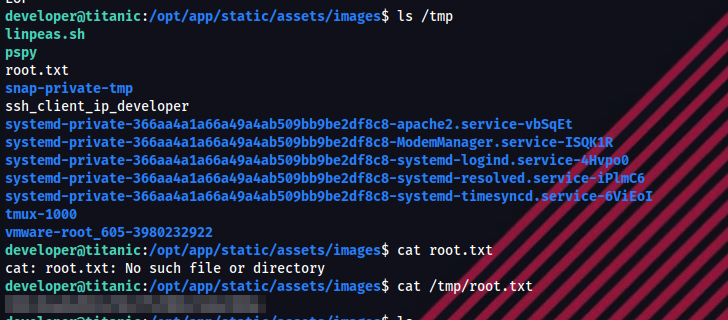 developer@titanic:/opt/app/static/assets/images$ ls /tmp
linpeas.sh
pspy
root.txt
snap-private-tmp
ssh_client_ip_developer
systemd-private-366aa4a1a66a49a4ab509bb9be2df8c8-apache2.service-vbSqEt
systemd-private-366aa4a1a66a49a4ab509bb9be2df8c8-ModemManager.service-ISQK1R
systemd-private-366aa4a1a66a49a4ab509bb9be2df8c8-systemd-logind.service-4Hvpo0
systemd-private-366aa4a1a66a49a4ab509bb9be2df8c8-systemd-resolved.service-iPlmC6
systemd-private-366aa4a1a66a49a4ab509bb9be2df8c8-systemd-timesyncd.service-6ViEoI
tmux-1000
vmware-root_605-3980232922
developer@titanic:/opt/app/static/assets/images$ cat root.txt
cat: root.txt: No such file or directory
developer@titanic:/opt/app/static/assets/images$ cat /tmp/root.txt
developer@titanic:/opt/app/static/assets/images$ ls